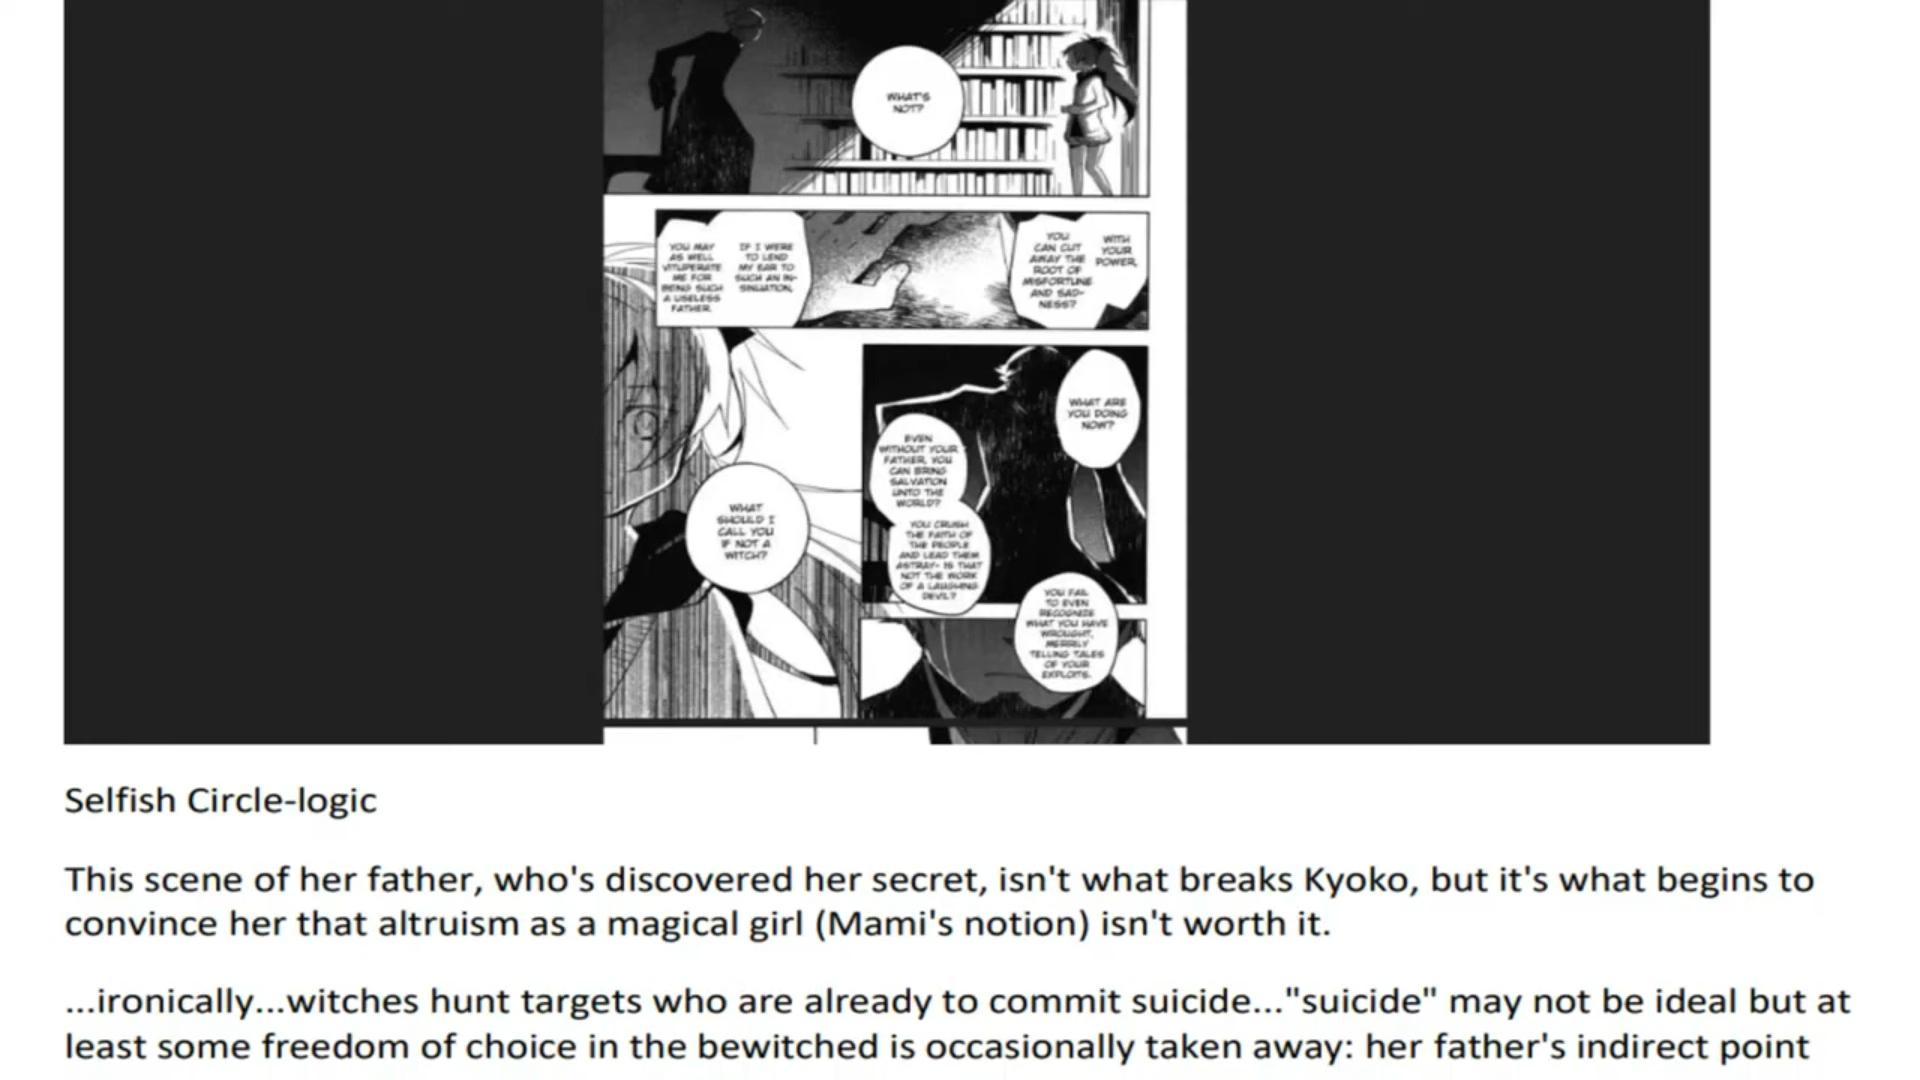 WHAT'S
NOT?
WITH
YOUR
POWER,
YOU
CAN CUT
AWAY THE
ROOT OF
MISFORTUNE
AND SAD-
NESS?
IF I WERE
TO LEND
MY EAR TO
SUCH AN IN-
SINUATION,
YOU MAY
AS WELL
VITUPERATE
ME FOR
BEING SUCH
A USELESS
FATHER.
WHAT ARE
YOU DOING
NOW?
EVEN
WITHOUT YOUR
FATHER, YOU
CAN BRING
SALVATION
UNTO THE
WORLD?
YOU CRUSH
THE FAITH OF
THE PEOPLE
AND LEAD THEM
ASTRAY- IS THAT
NOT THE WORK
OF A LAUGHING
DEVIL?
YOU FAIL
TO EVEN
RECOGNIZE
WHAT YOU HAVE
WROUGHT,
MERRILY
TELLING TALES
OF YOUR
EXPLOITS.
WHAT
SHOULD I
CALL YOU
IF NOT A
WITCH?
Selfish Circle-logic
This scene of her father, who's discovered her secret, isn't what breaks Kyoko, but it's what begins to
convince her that altruism as a magical girl (Mami's notion) isn't worth it.
...ironically...witches hunt targets who are already to commit suicide..."suicide" may not be ideal but at
least some freedom of choice in the bewitched is occasionally taken away: her father's indirect point